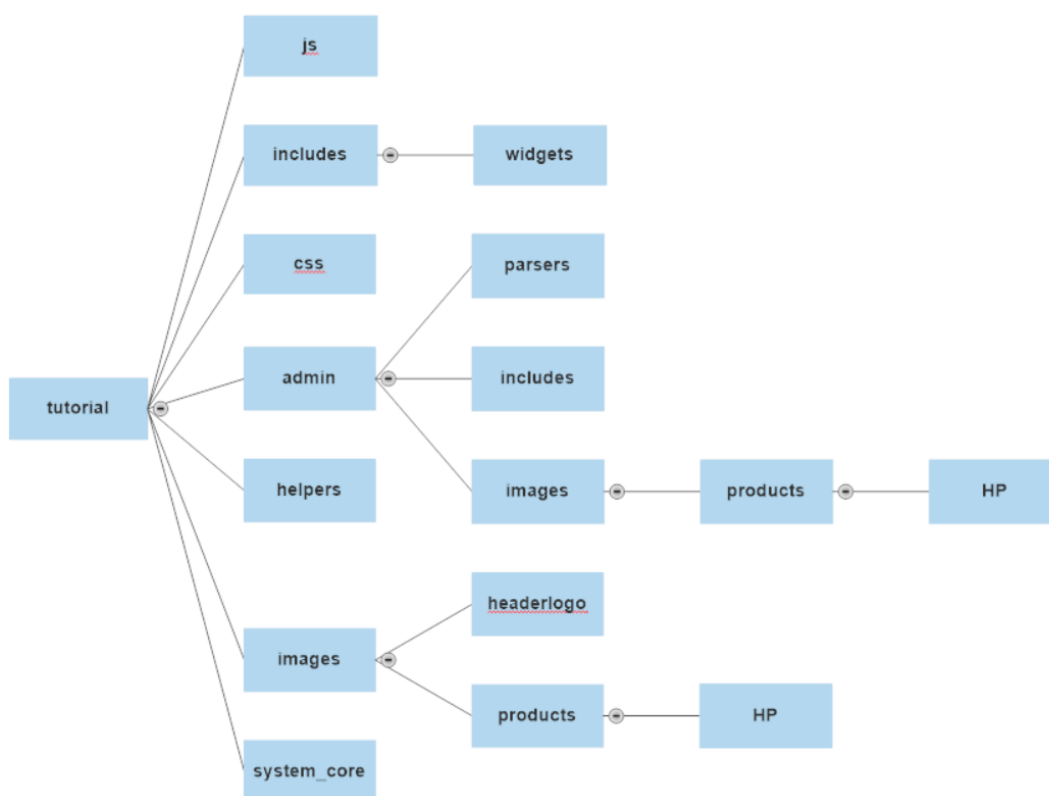 js
includes
widgets
css
parsers
admin
includes
tutorial
helpers
images
products
HP
headerlogo
images
products
HP
system_core